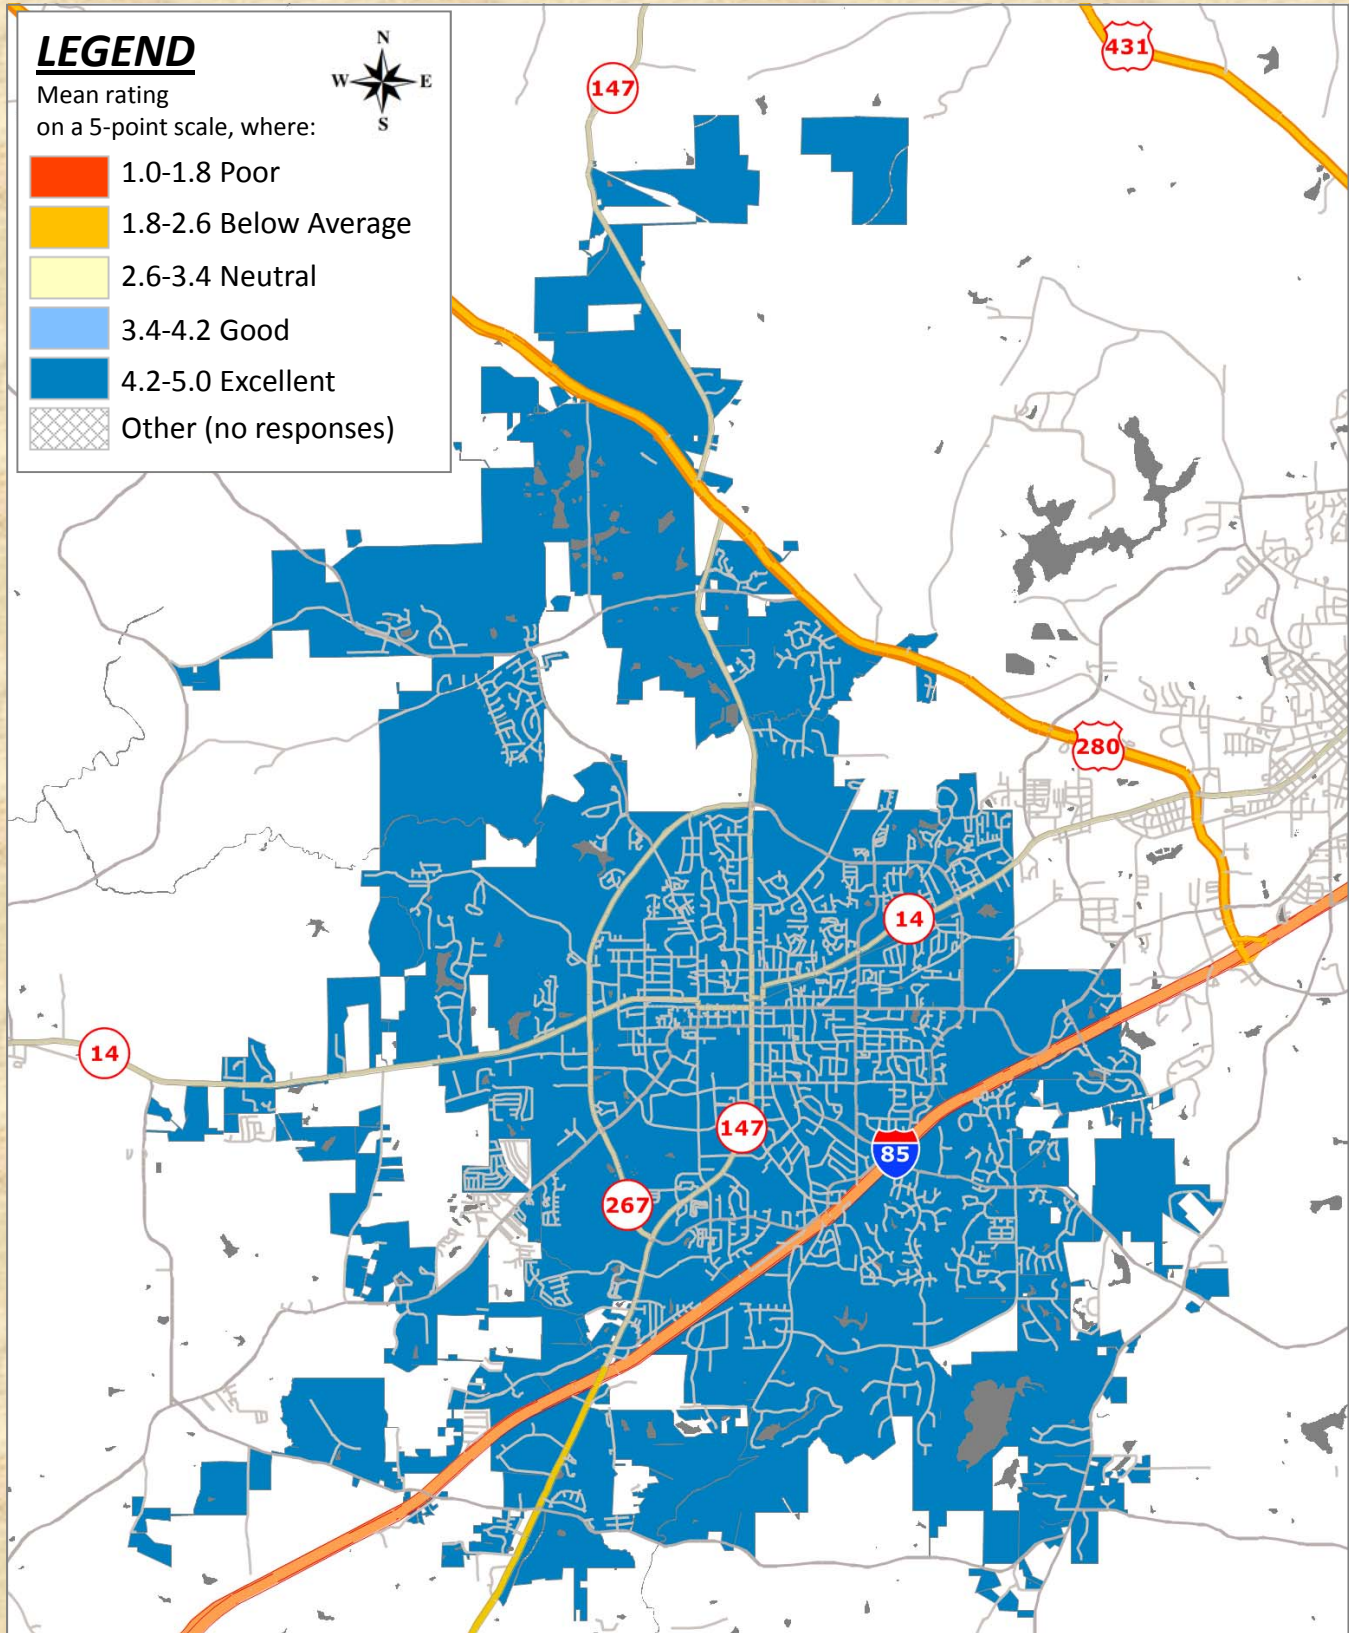 LEGEND
Mean rating
on a 5-point scale, where:
1.0-1.8 Poor
1.8-2.6 Below Average
2.6-3.4 Neutral
3.4-4.2 Good
4.2-5.0 Excellent
Other (no responses)
N
W E
S
147
431
280
14
14
147
85
267